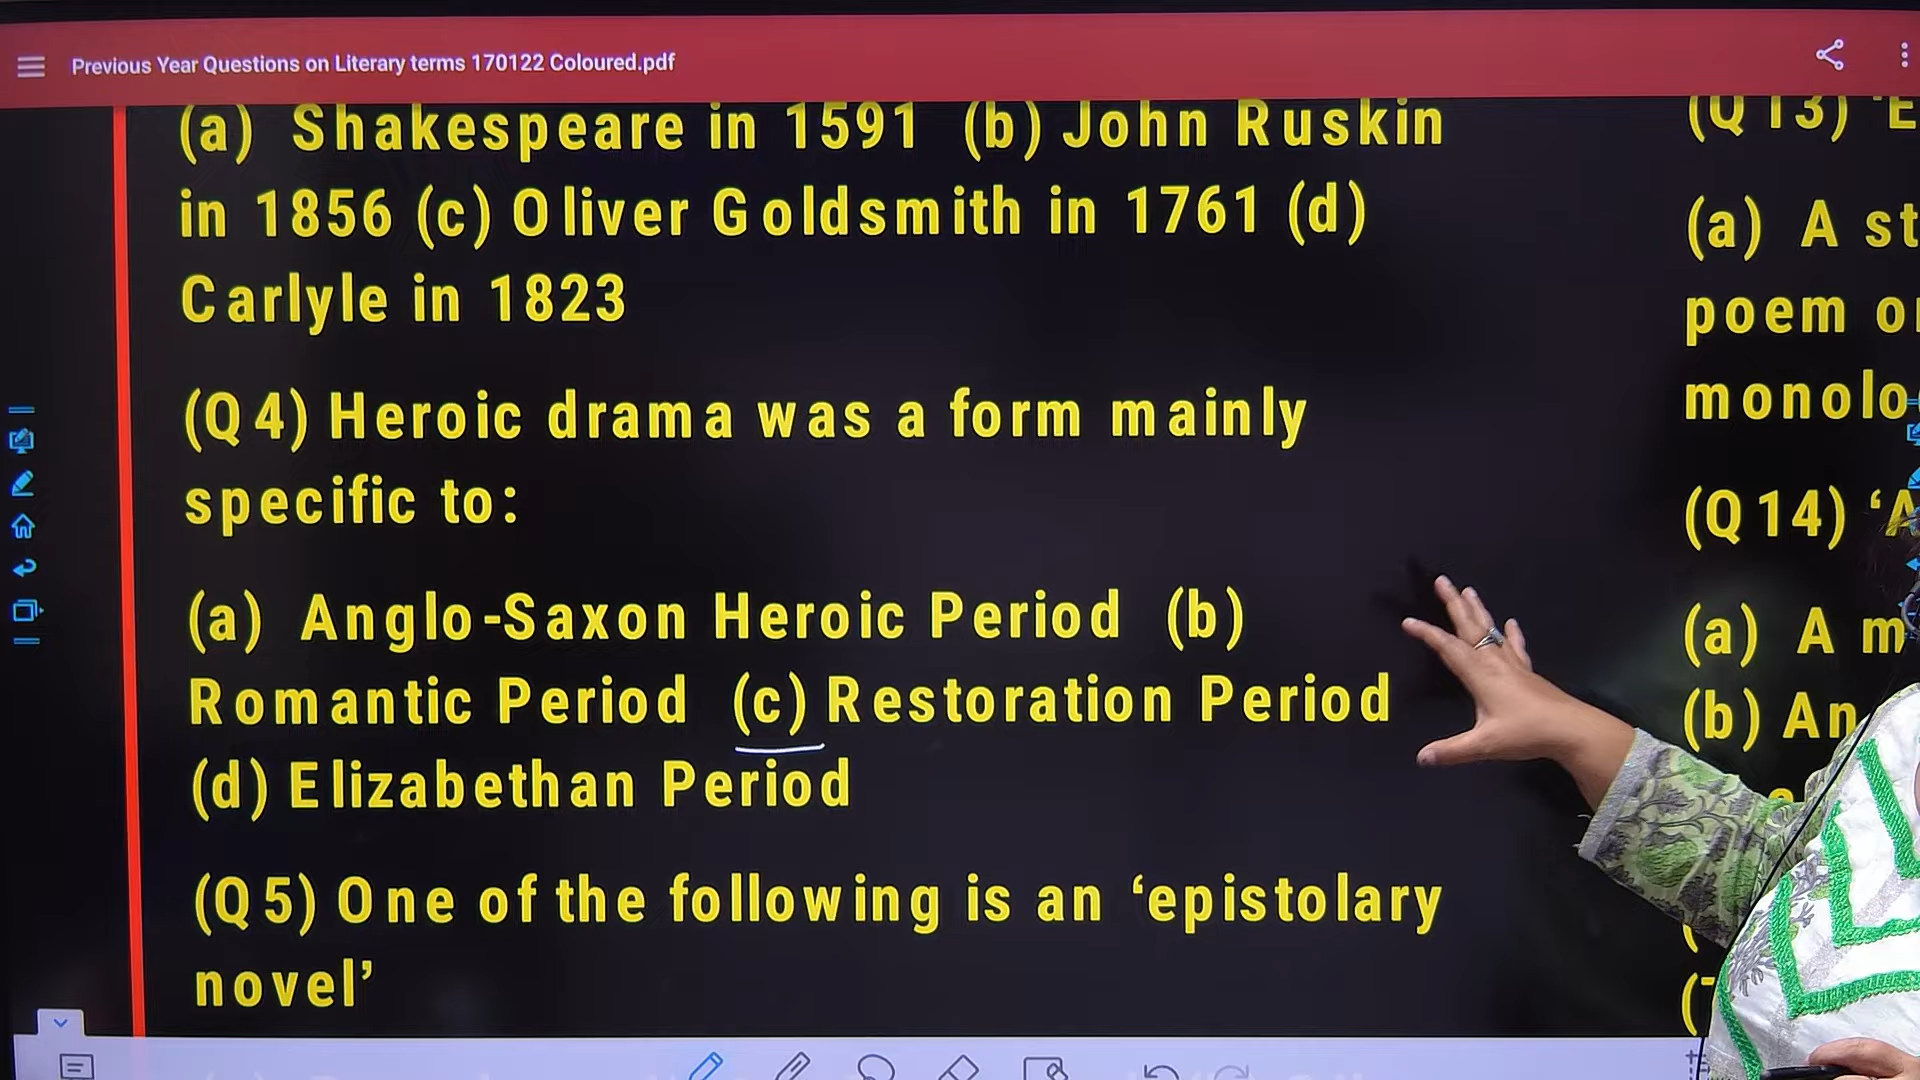 Previous Year Questions on Literary terms 170122 Coloured.pdf
(a) Shakespeare in 1591 (b) John Ruskin
in 1856 (c) Oliver Goldsmith in 1761 (d)
Carlyle in 1823
(Q4) Heroic drama was a form mainly
specific to:
(a) Anglo-Saxon Heroic Period (b)
Romantic Period (c) Restoration Period
(d) Elizabethan Period
(Q5) One of the following is an ‘epistolary
novel’
(Q13) ‘E
(a) A st
poem o
monolo
(Q14) ‘A
(a) A m
(b) An